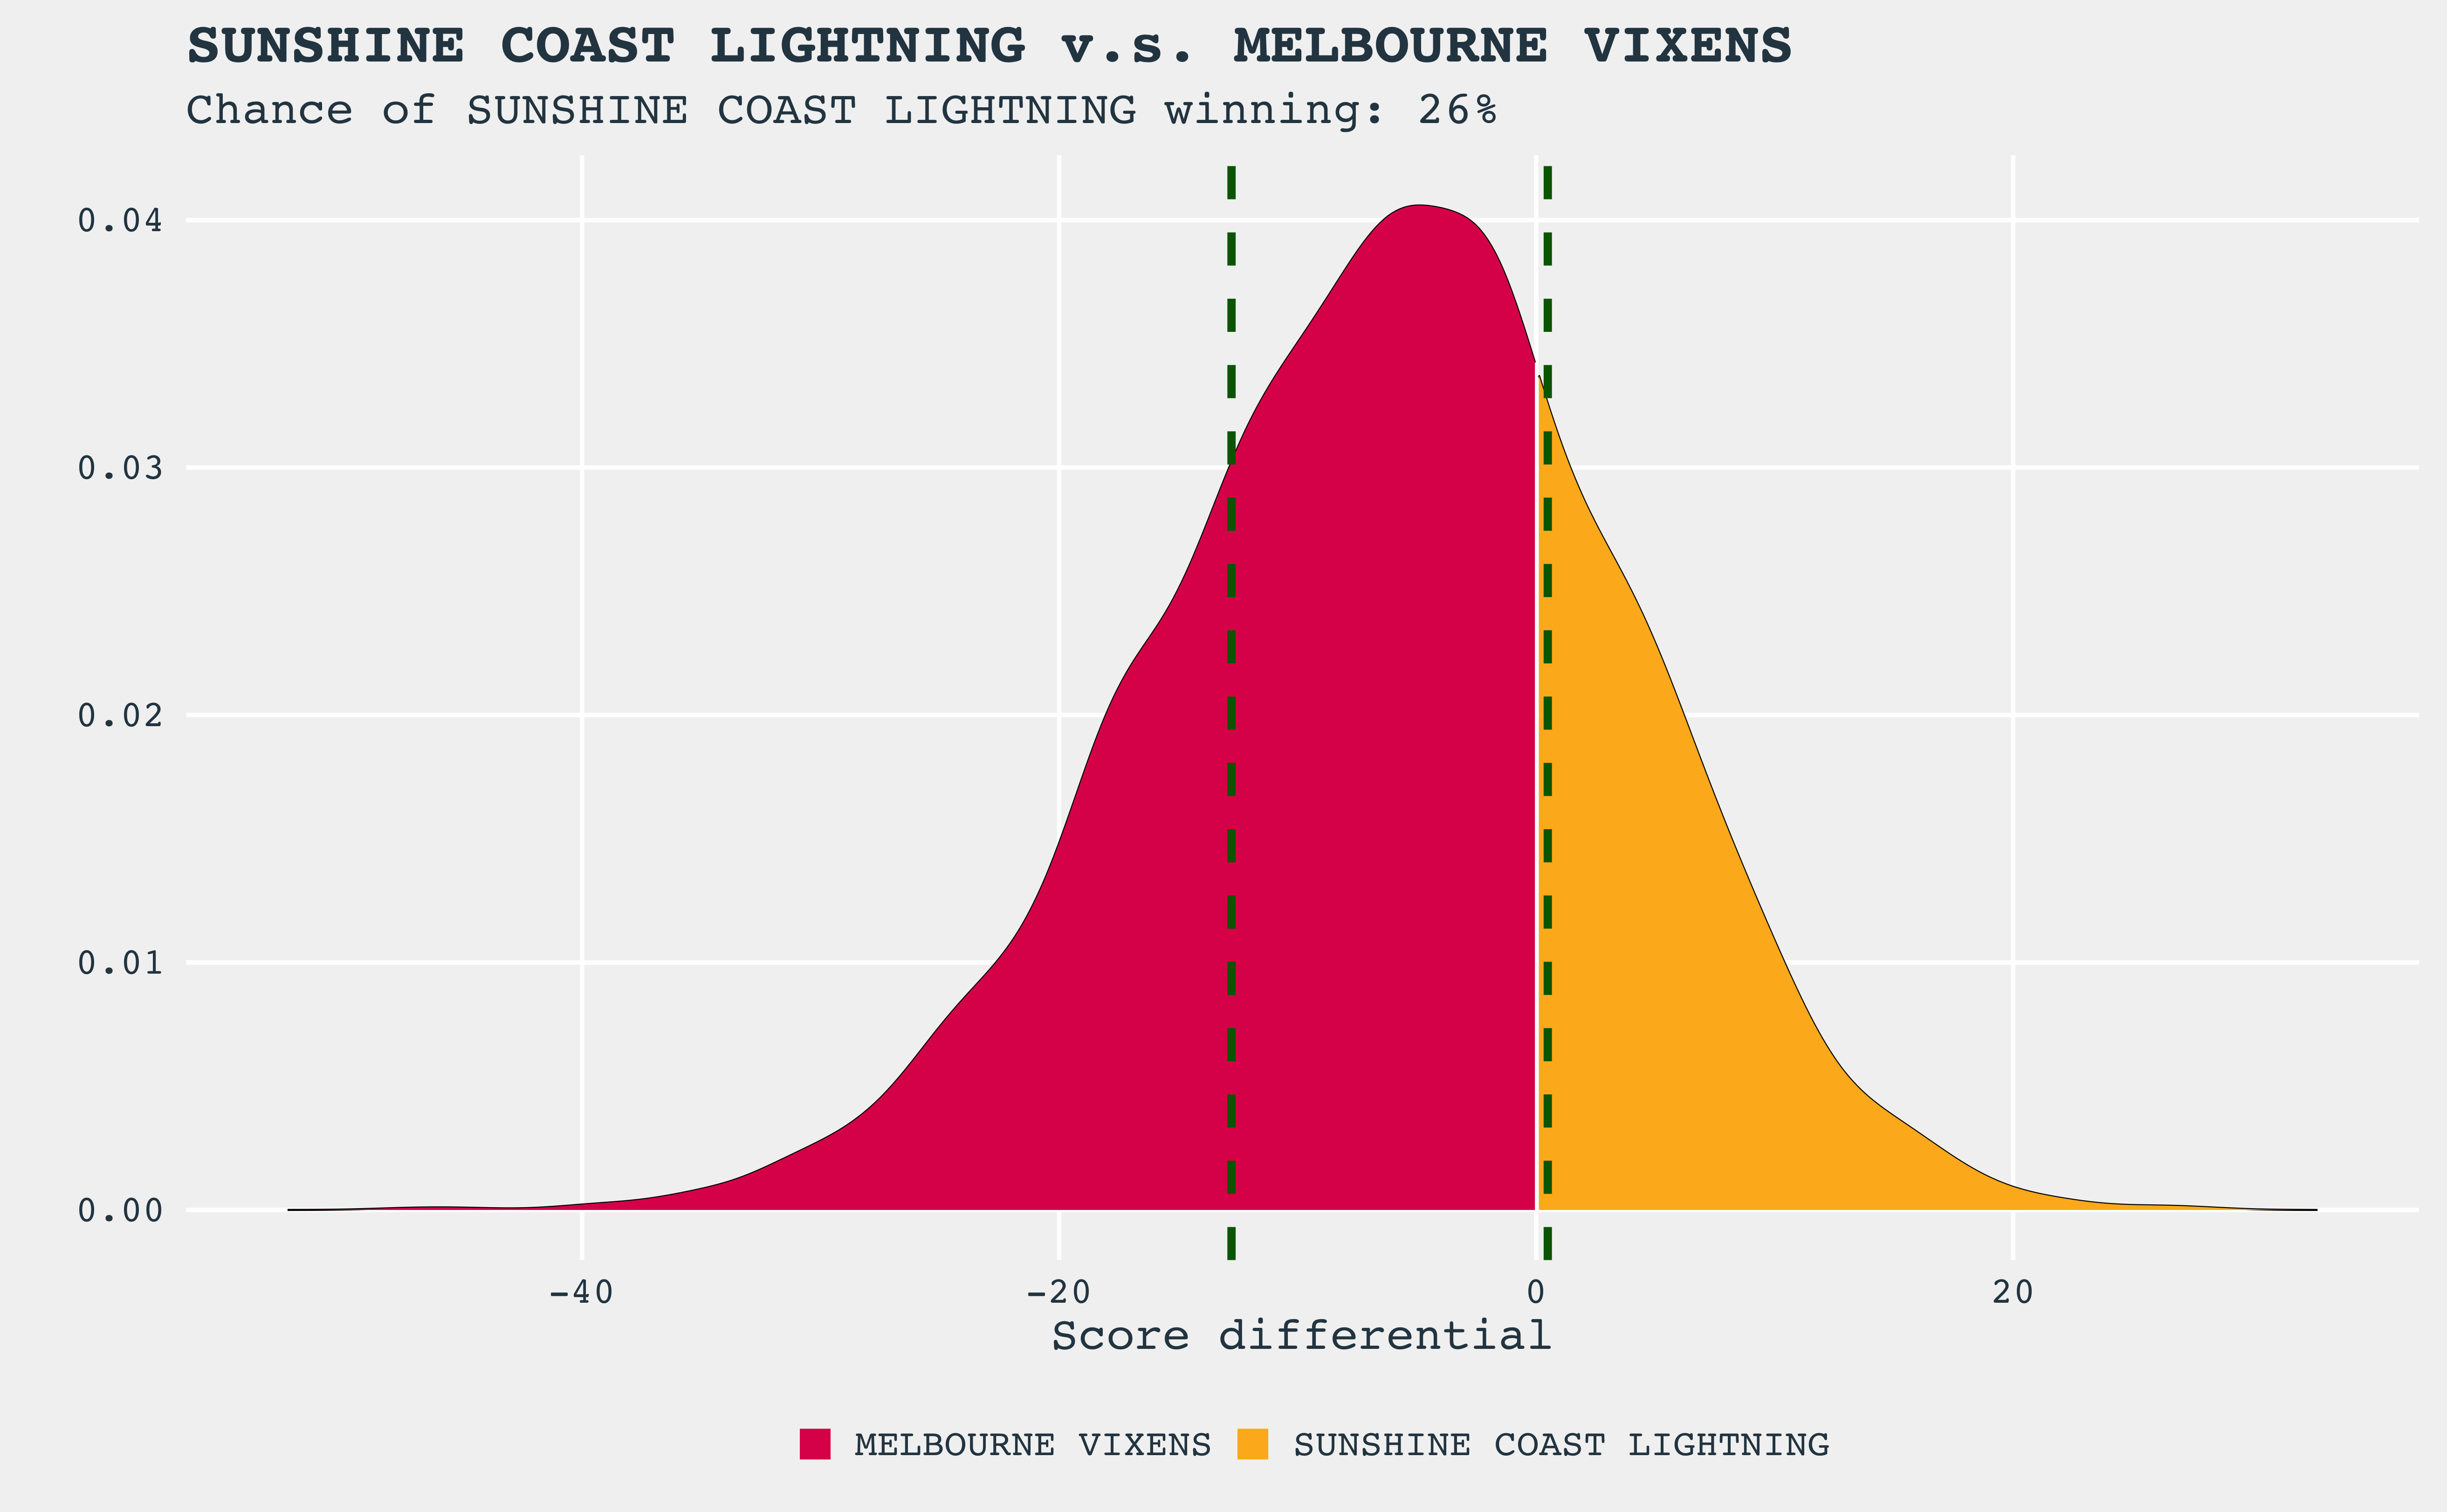 SUNSHINE COAST LIGHTNING v.s. MELBOURNE VIXENS
Chance of SUNSHINE COAST LIGHTNING winning: 26%
0.04
0.03
0.02
0.01
0.00
-40 -20 0 20
Score differential
MELBOURNE VIXENS SUNSHINE COAST LIGHTNING